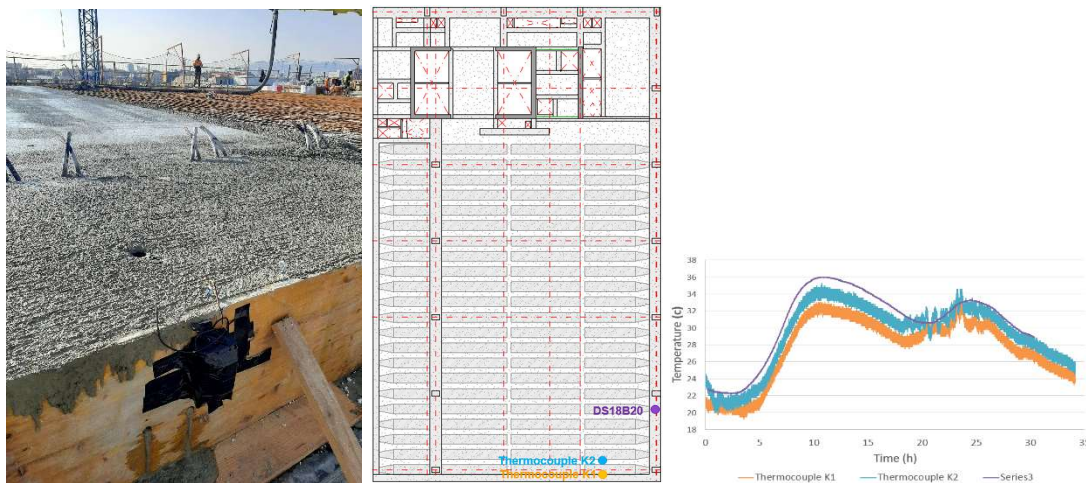 DS18B20
Thermocouple K2
Thermocouple K1
Temperature (c)
38
36
34
32
30
28
26
24
22
20
18
0
5
10
15
20
25
30
35
Time (h)
Thermocouple K1
Thermocouple K2
Series3